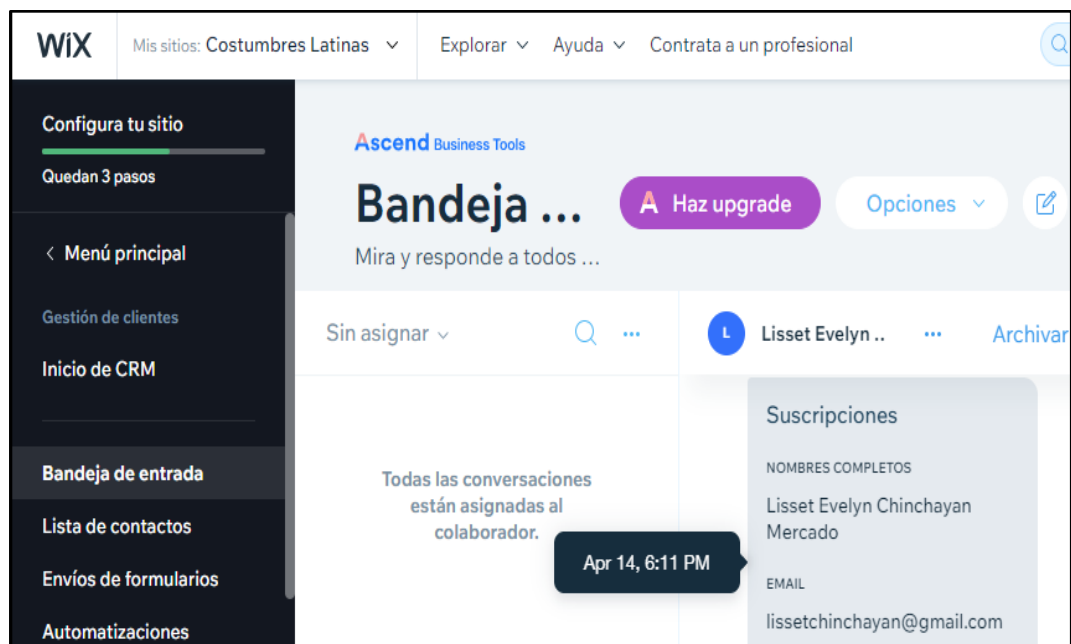 WiX
Mis sitios: Costumbres Latinas
Explorar
Ayuda
Contrata a un profesional
Configura tu sitio
Quedan 3 pasos
Menú principal
Gestión de clientes
Inicio de CRM
Bandeja de entrada
Lista de contactos
Envíos de formularios
Automatizaciones
Ascend Business Tools
Bandeja ...
A Haz upgrade
Opciones
Mira y responde a todos ...
Sin asignar
...
L
Lisset Evelyn ..
...
Archivar
Todas las conversaciones
están asignadas al
colaborador.
Apr 14, 6:11 PM
Suscripciones
NOMBRES COMPLETOS
Lisset Evelyn Chinchayan
Mercado
EMAIL
lissetchinchayan@gmail.com